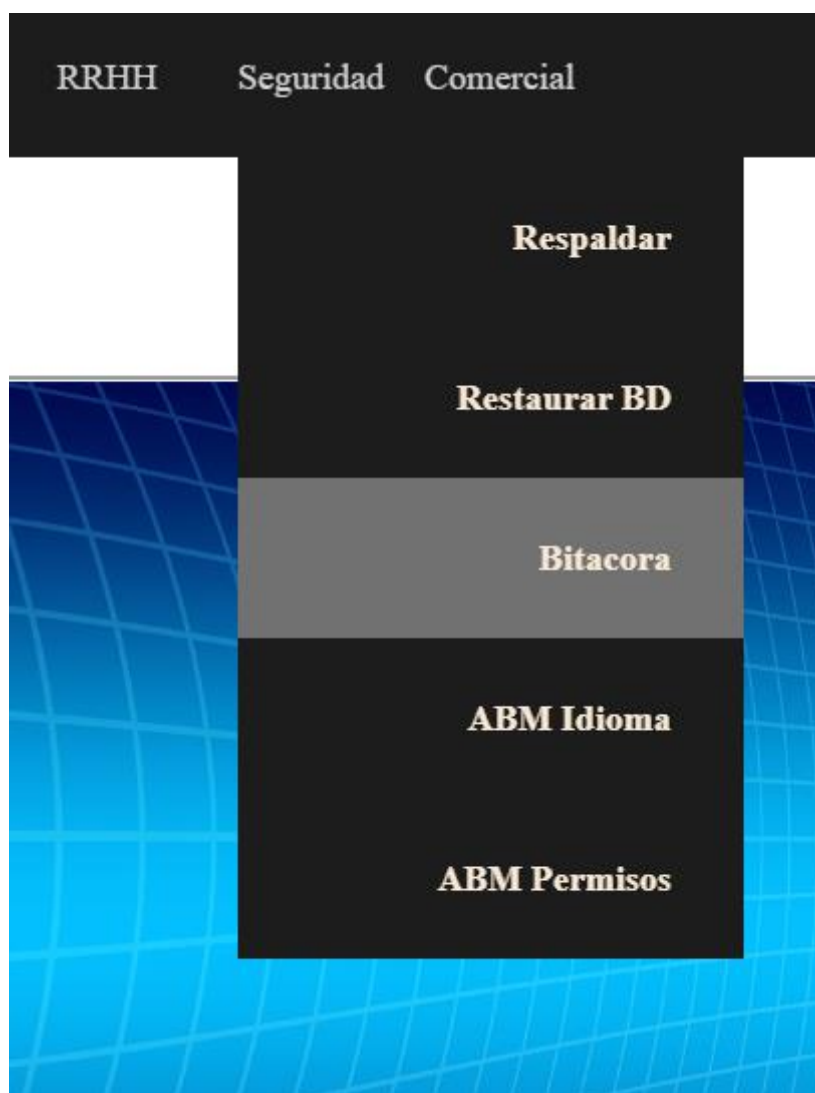 RRHH Seguridad Comercial
Respaldar
Restaurar BD
Bitacora
ABM Idioma
ABM Permisos